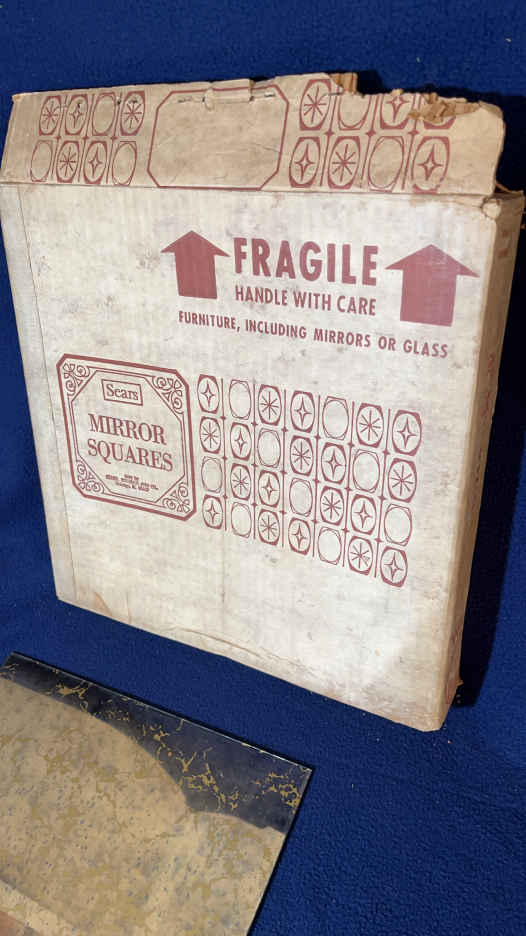 FRAGILE
HANDLE WITH CARE
FURNITURE, INCLUDING MIRRORS OR GLASS
Sears
MIRROR
SQUARES